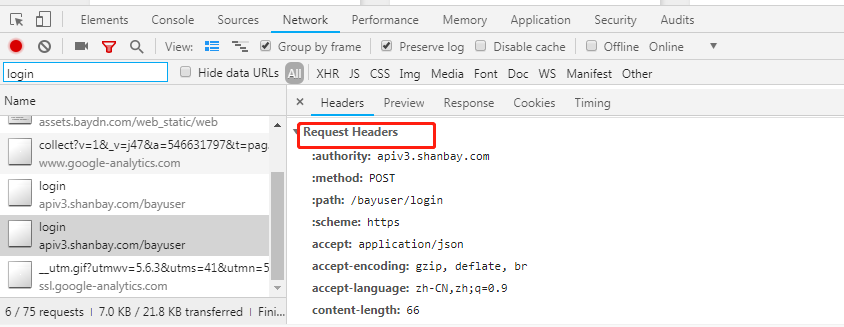 Elements Console Sources Network Performance Memory Application Security Audits
View: Group by frame Preserve log Disable cache Offline Online
login Hide data URLs All XHR JS CSS Img Media Font Doc WS Manifest Other
Name
× Headers Preview Response Cookies Timing
assets.baydn.com/web_static/web
collect?v=1&_v=j47&a=546631797&t=pag
www.google-analytics.com
login
apiv3.shanbay.com/bayuser
login
apiv3.shanbay.com/bayuser
__utm.gif?utmwv=5.6.3&utms=41&utmn=5
ssl.google-analytics.com
6 / 75 requests | 7.0 KB / 21.8 KB transferred | Fini...
Request Headers
:authority: apiv3.shanbay.com
:method: POST
:path: /bayuser/login
:scheme: https
accept: application/json
accept-encoding: gzip, deflate, br
accept-language: zh-CN,zh;q=0.9
content-length: 66